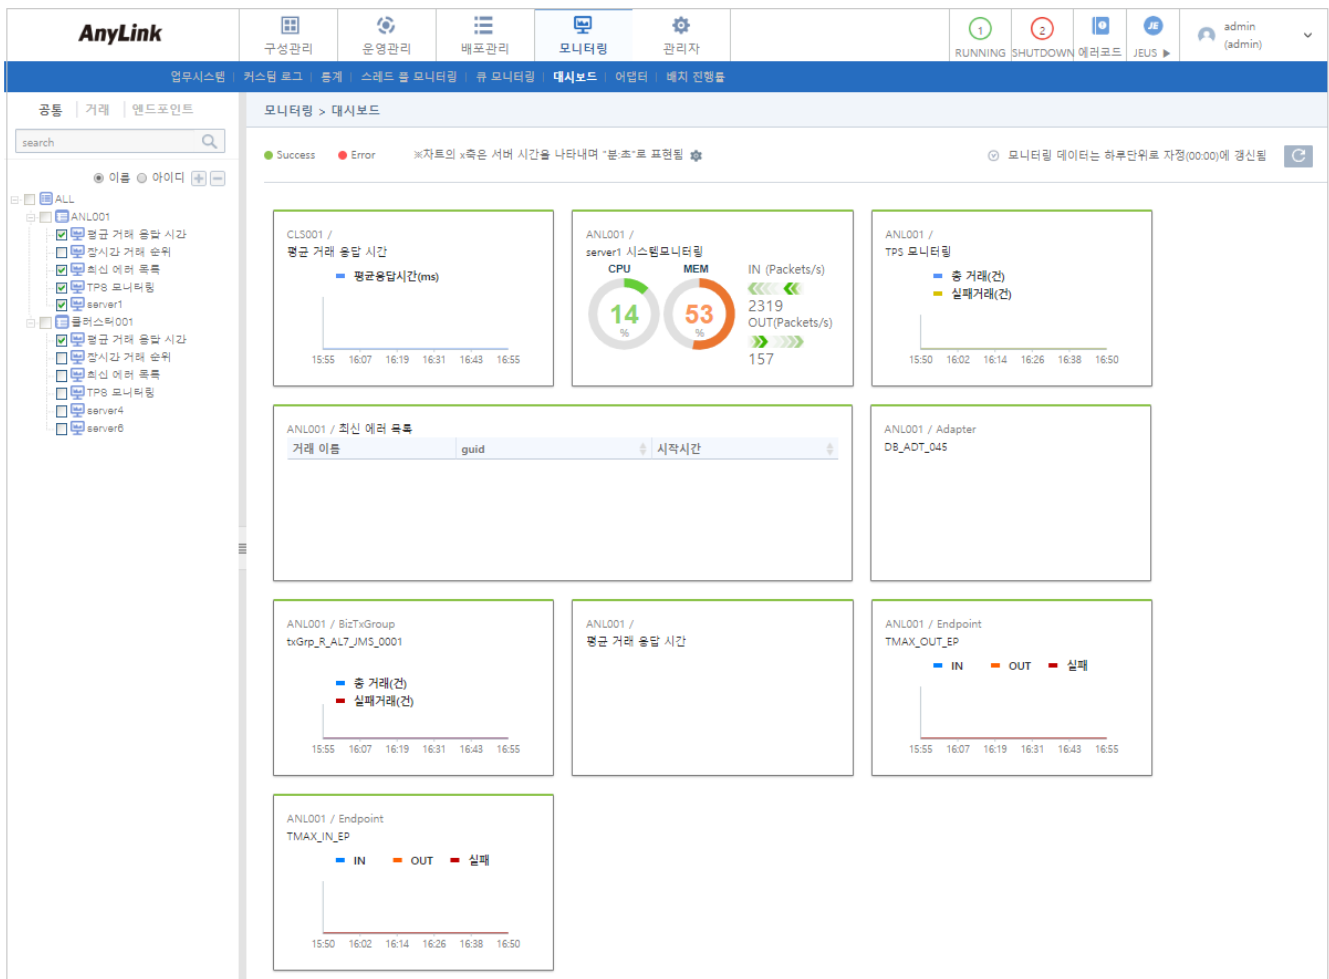 AnyLink
구성관리
운영관리
배포관리
모니터링
관리자
1
RUNNING
2
SHUTDOWN
에러코드
JE
JEUS ▶
admin
(admin)
업무시스템 | 커스텀 로그 | 통계 | 스레드 풀 모니터링 | 큐 모니터링 | 대시보드 | 어댑터 | 배치 진행률
공통 | 거래 | 엔드포인트
search
이름 아이디
ALL
ANL001
평균 거래 응답 시간
장시간 거래 순위
최신 에러 목록
TPS 모니터링
server1
클러스터001
평균 거래 응답 시간
장시간 거래 순위
최신 에러 목록
TPS 모니터링
server4
server6
모니터링 > 대시보드
Success Error ※차트의 x축은 서버 시간을 나타내며 "분:초"로 표현됨
모니터링 데이터는 하루단위로 자정(00:00)에 갱신됨
CLS001 /
평균 거래 응답 시간
평균응답시간(ms)
15:55 16:07 16:19 16:31 16:43 16:55
ANL001 /
server1 시스템모니터링
CPU MEM
14
%
53
%
IN (Packets/s)
2319
OUT(Packets/s)
157
ANL001 /
TPS 모니터링
총 거래(건)
실패거래(건)
15:50 16:02 16:14 16:26 16:38 16:50
ANL001 / 최신 에러 목록
거래 이름 guid 시작시간
ANL001 / Adapter
DB_ADT_045
ANL001 / BizTxGroup
txGrp_R_AL7_JMS_0001
총 거래(건)
실패거래(건)
15:55 16:07 16:19 16:31 16:43 16:55
ANL001 /
평균 거래 응답 시간
ANL001 / Endpoint
TMAX_OUT_EP
IN OUT 실패
15:55 16:07 16:19 16:31 16:43 16:55
ANL001 / Endpoint
TMAX_IN_EP
IN OUT 실패
15:50 16:02 16:14 16:26 16:38 16:50